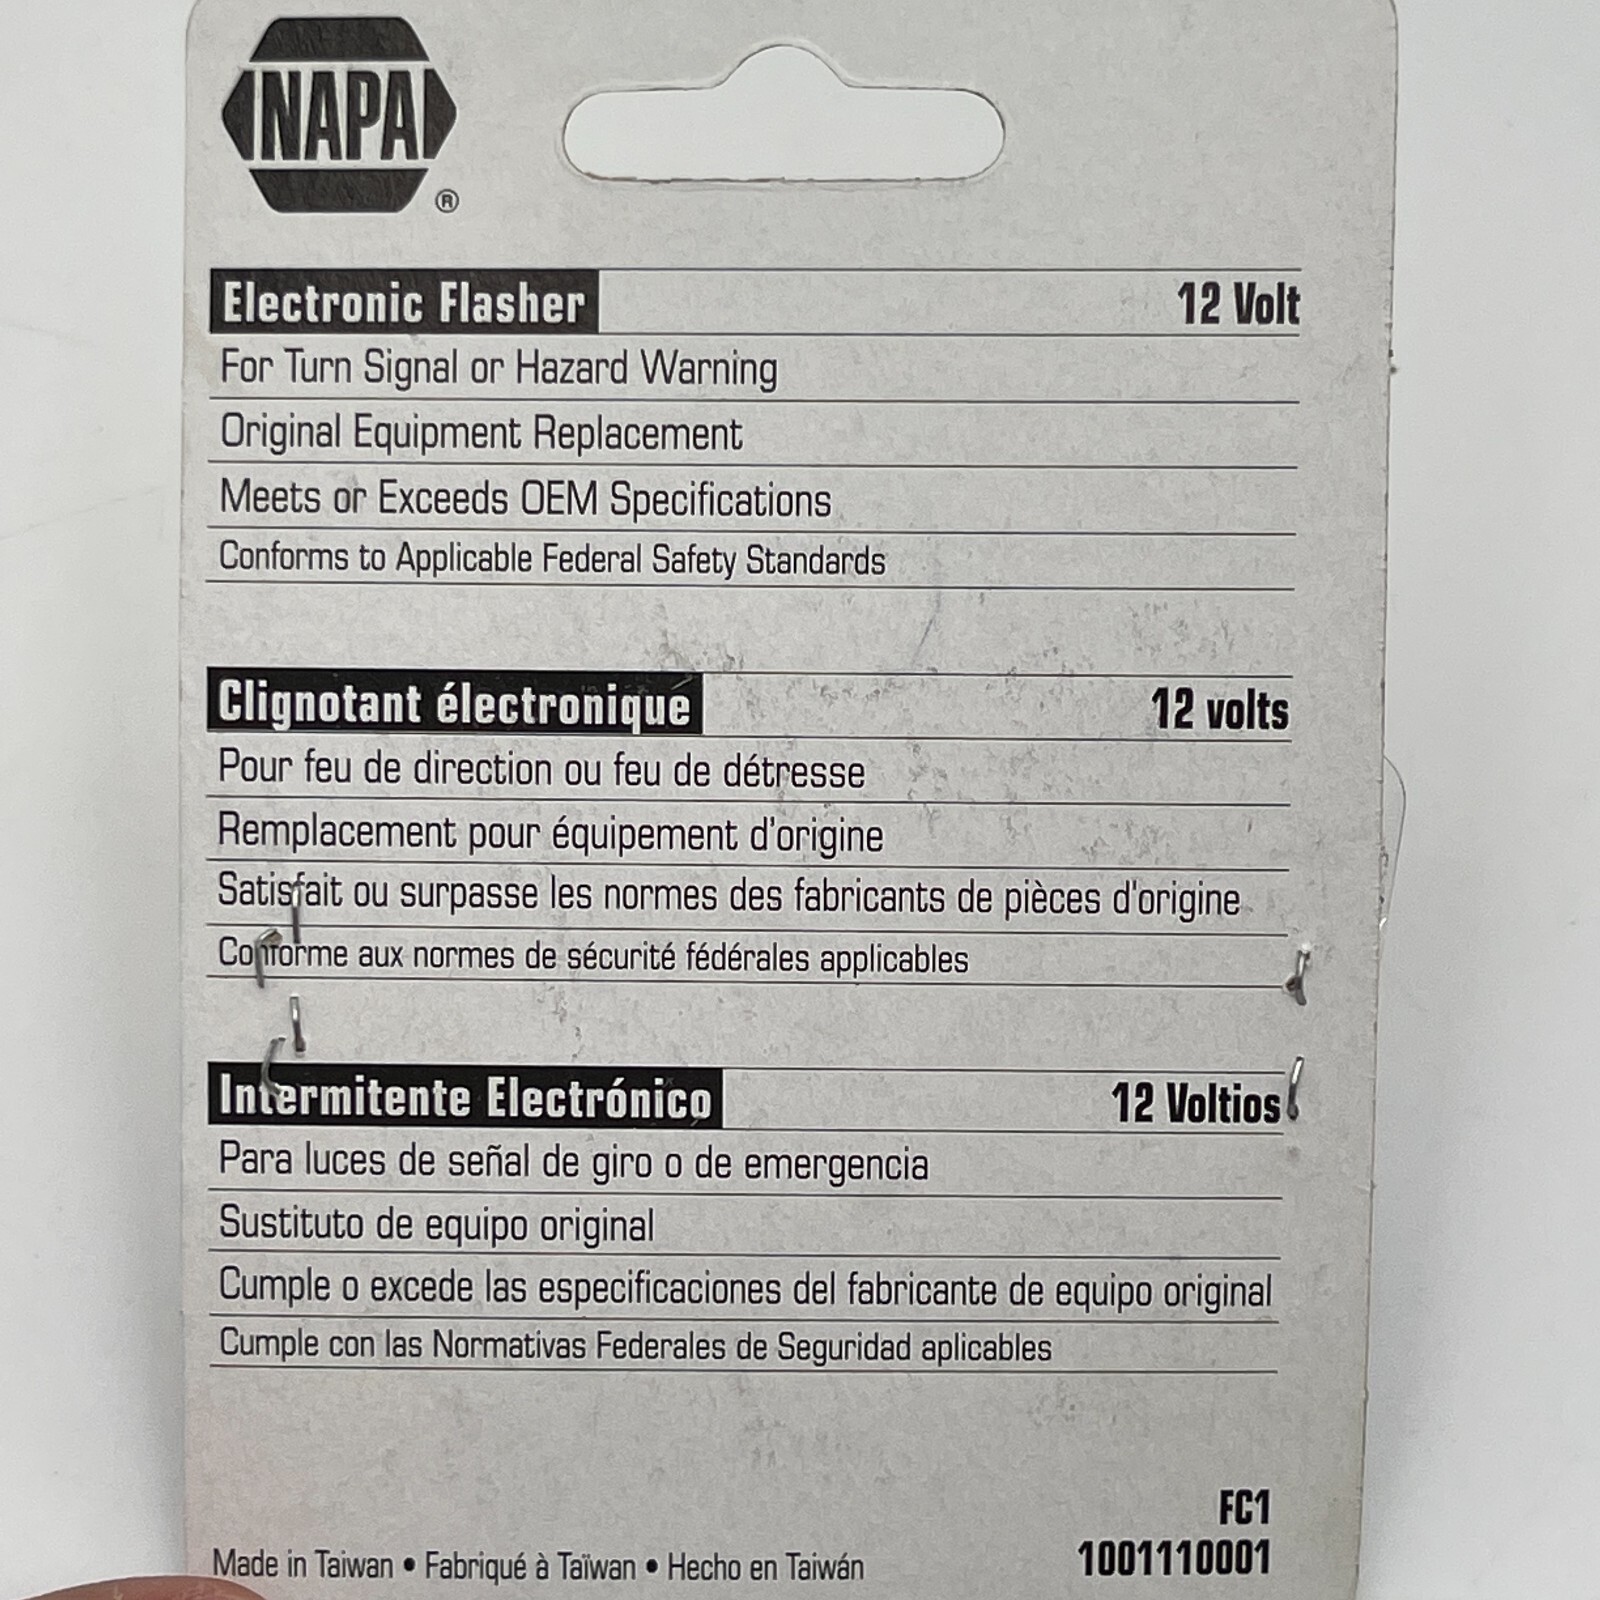 NAPA
®
Electronic Flasher 12 Volt
For Turn Signal or Hazard Warning
Original Equipment Replacement
Meets or Exceeds OEM Specifications
Conforms to Applicable Federal Safety Standards
Clignotant électronique 12 volts
Pour feu de direction ou feu de détresse
Remplacement pour équipement d'origine
Satisfait ou surpasse les normes des fabricants de pièces d'origine
Conforme aux normes de sécurité fédérales applicables
Intermitente Electrónico 12 Voltios
Para luces de señal de giro o de emergencia
Sustituto de equipo original
Cumple o excede las especificaciones del fabricante de equipo original
Cumple con las Normativas Federales de Seguridad aplicables
FC1
Made in Taiwan • Fabriqué à Taïwan • Hecho en Taiwán 1001110001